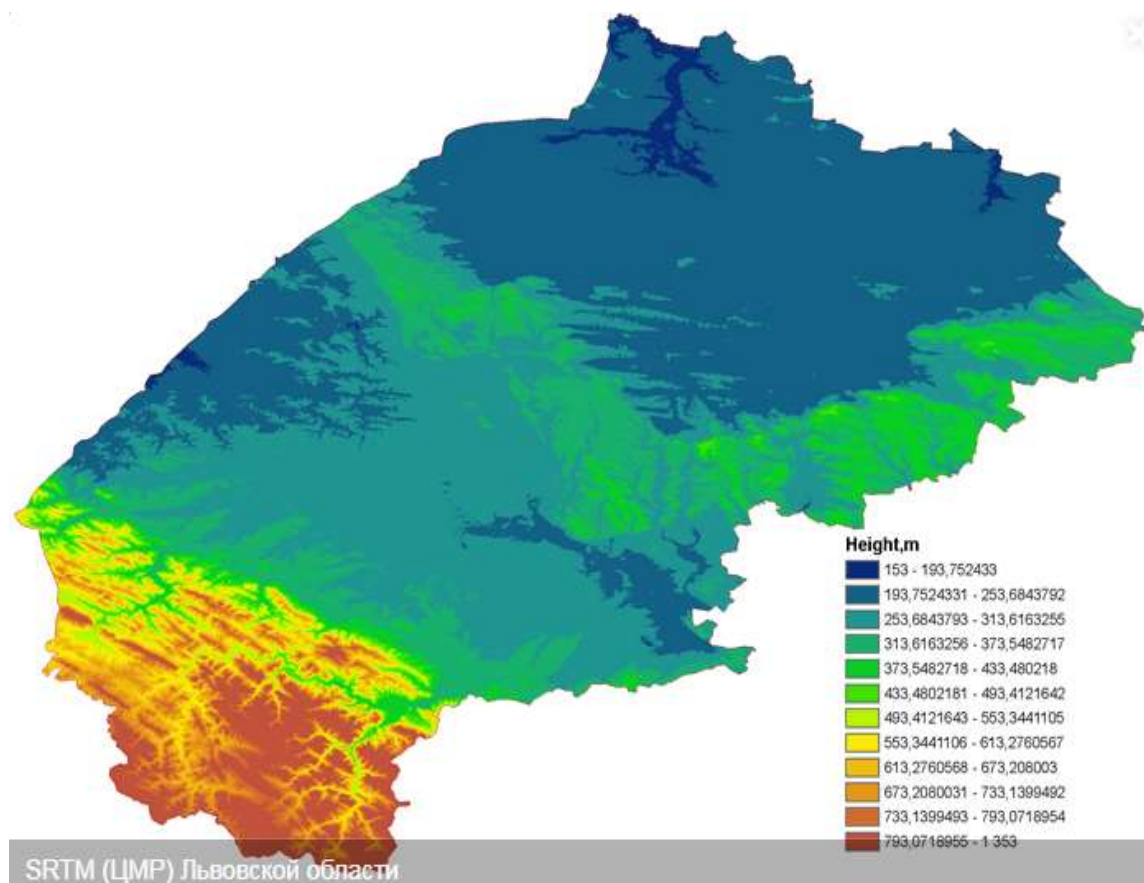 Height,m
153 - 193,752433
193,7524331 - 253,6843792
253,6843793 - 313,6163255
313,6163256 - 373,5482717
373,5482718 - 433,480218
433,4802181 - 493,4121642
493,4121643 - 553,3441105
553,3441106 - 613,2760567
613,2760568 - 673,208003
673,2080031 - 733,1399492
733,1399493 - 793,0718954
793,0718955 - 1 353
SRTM (ЦМР) Львовской области